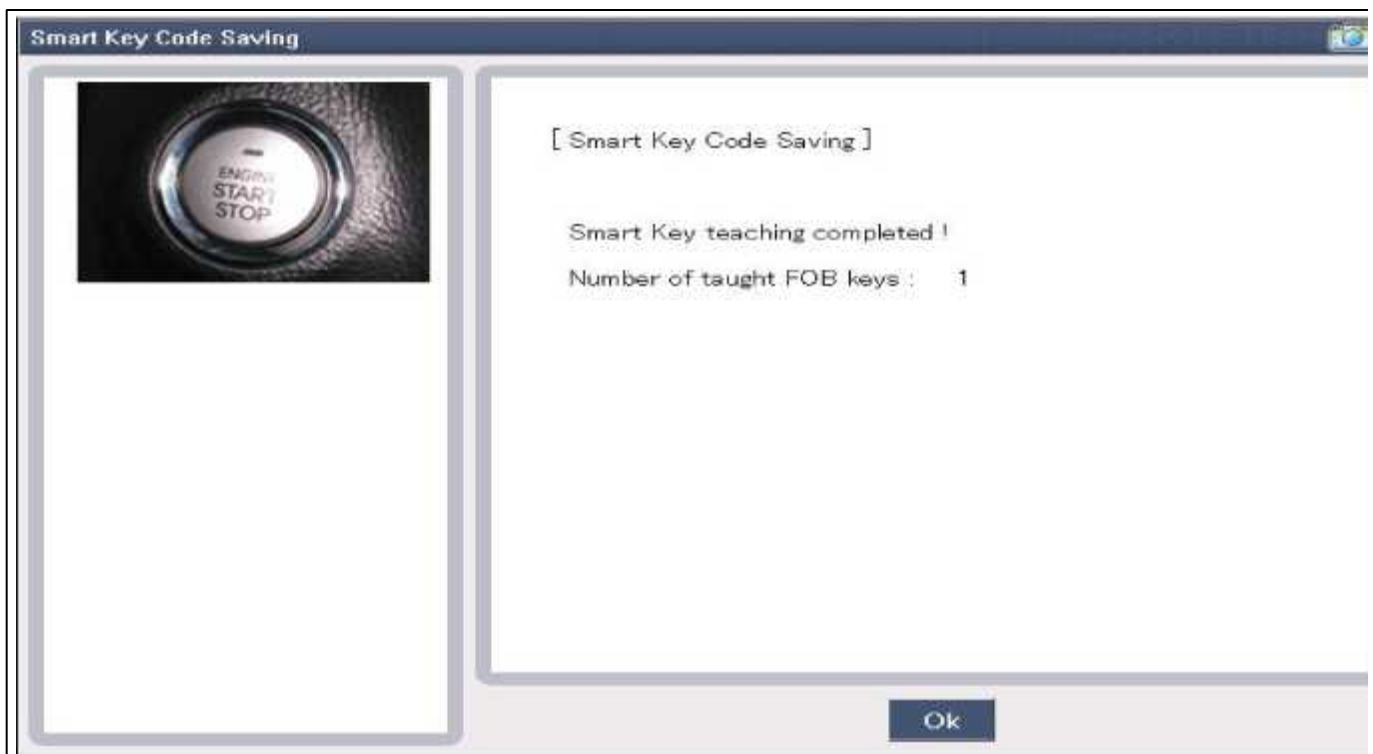 Smart Key Code Saving
ENGINE
START
STOP
[ Smart Key Code Saving ]
Smart Key teaching completed !
Number of taught FOB keys : 1
Ok